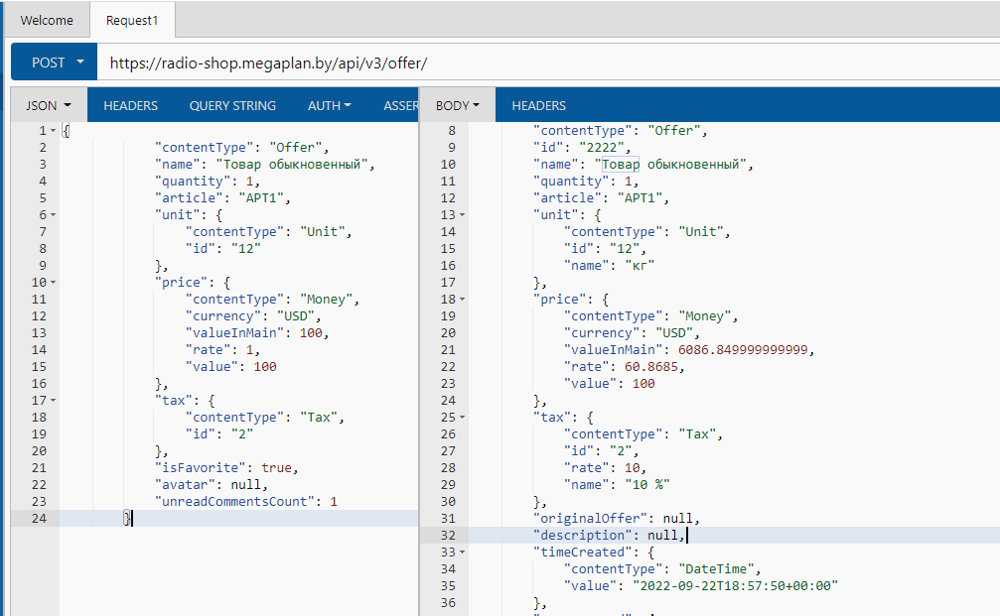 Welcome
Request1
POST
https://radio-shop.megaplan.by/api/v3/offer/
JSON
HEADERS
QUERY STRING
AUTH
ASSER
BODY
HEADERS
1 {
2 "contentType": "Offer",
3 "name": "Товар обыкновенный",
4 "quantity": 1,
5 "article": "АРТ1",
6 "unit": {
7 "contentType": "Unit",
8 "id": "12"
9 },
10 "price": {
11 "contentType": "Money",
12 "currency": "USD",
13 "valueInMain": 100,
14 "rate": 1,
15 "value": 100
16 },
17 "tax": {
18 "contentType": "Tax",
19 "id": "2"
20 },
21 "isFavorite": true,
22 "avatar": null,
23 "unreadCommentsCount": 1
24 }
8 "contentType": "Offer",
9 "id": "2222",
10 "name": "Товар обыкновенный",
11 "quantity": 1,
12 "article": "АРТ1",
13 "unit": {
14 "contentType": "Unit",
15 "id": "12",
16 "name": "кг"
17 },
18 "price": {
19 "contentType": "Money",
20 "currency": "USD",
21 "valueInMain": 6086.849999999999,
22 "rate": 60.8685,
23 "value": 100
24 },
25 "tax": {
26 "contentType": "Tax",
27 "id": "2",
28 "rate": 10,
29 "name": "10 %"
30 },
31 "originalOffer": null,
32 "description": null,
33 "timeCreated": {
34 "contentType": "DateTime",
35 "value": "2022-09-22T18:57:50+00:00"
36 },